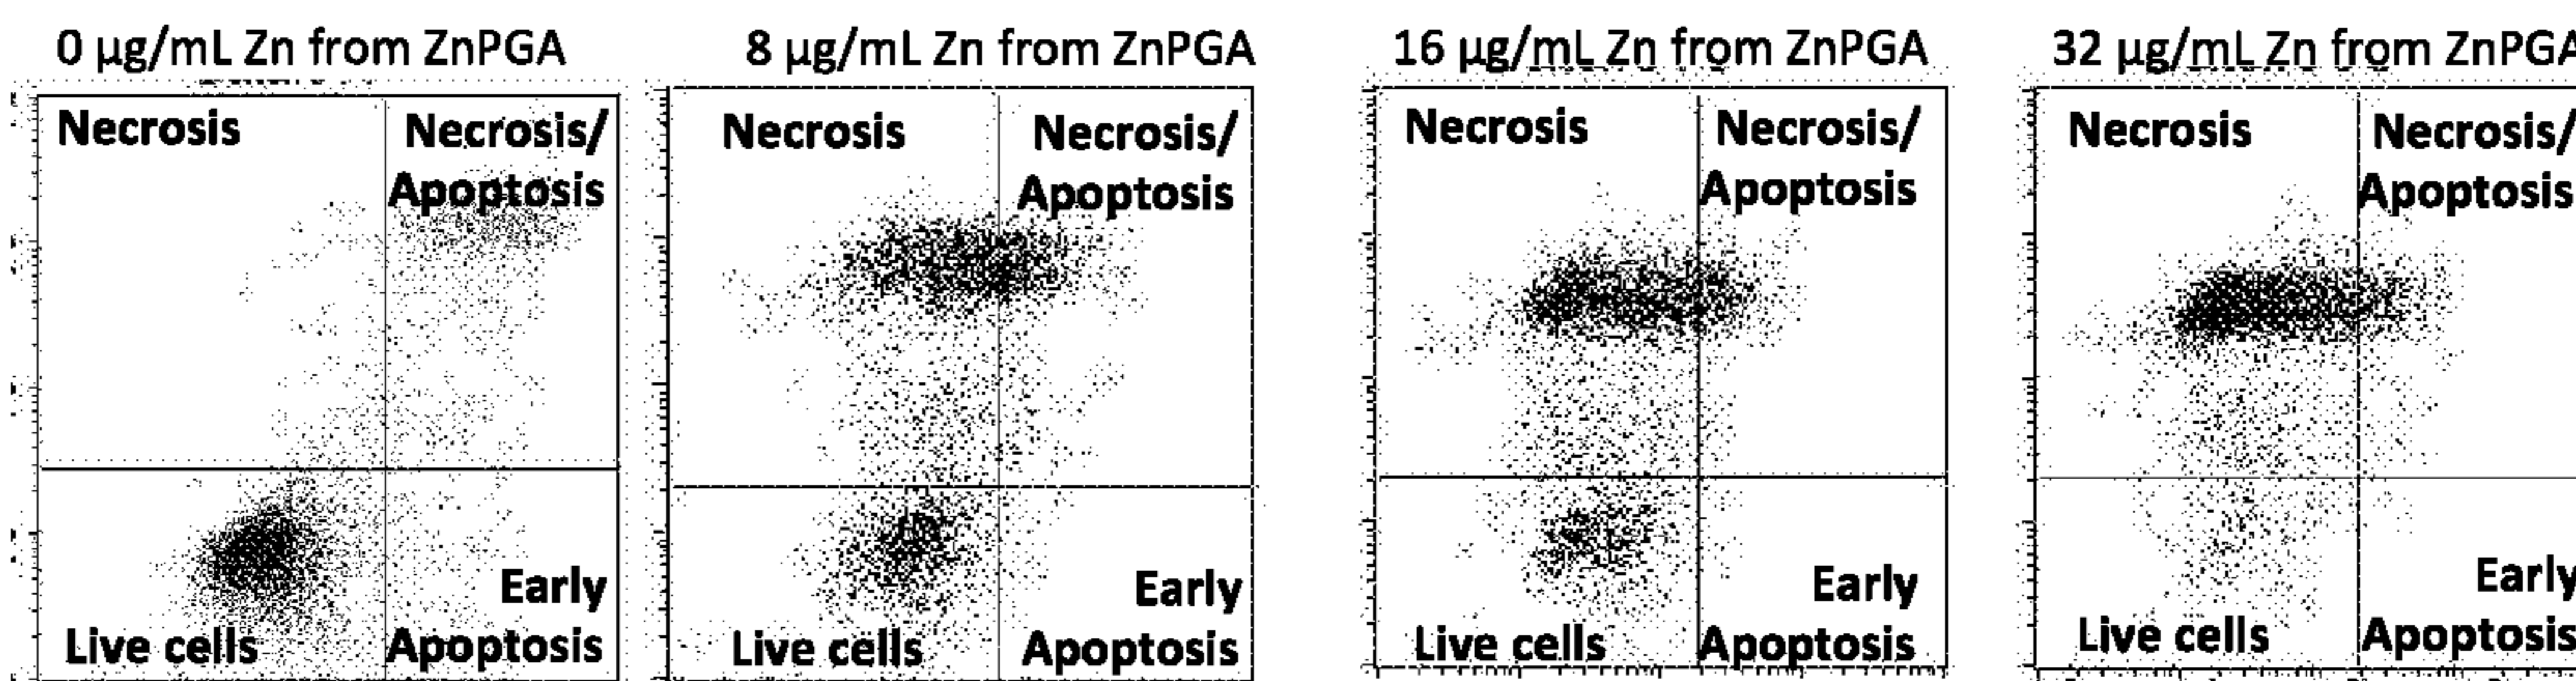 0 µg/mL Zn from ZnPGA
Necrosis
Necrosis/
Apoptosis
Live cells
Early
Apoptosis
8 µg/mL Zn from ZnPGA
Necrosis
Necrosis/
Apoptosis
Live cells
Early
Apoptosis
16 µg/mL Zn from ZnPGA
Necrosis
Necrosis/
Apoptosis
Live cells
Early
Apoptosis
32 µg/mL Zn from ZnPGA
Necrosis
Necrosis/
Apoptosis
Live cells
Early
Apoptosis